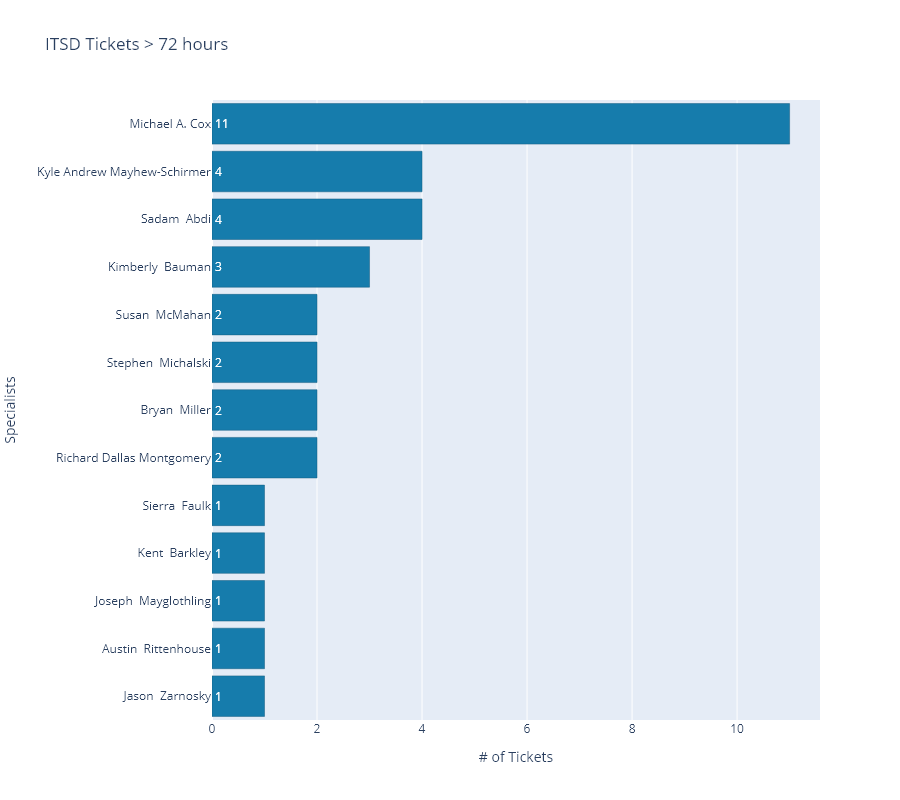 ITSD Tickets > 72 hours
Michael A. Cox 11
Kyle Andrew Mayhew-Schirmer 4
Sadam  Abdi 4
Kimberly  Bauman 3
Susan  McMahan 2
Stephen  Michalski 2
Bryan  Miller 2
Richard Dallas Montgomery 2
Sierra  Faulk 1
Kent  Barkley 1
Joseph  Mayglothling 1
Austin  Rittenhouse 1
Jason  Zarnosky 1
Specialists
0 2 4 6 8 10
# of Tickets